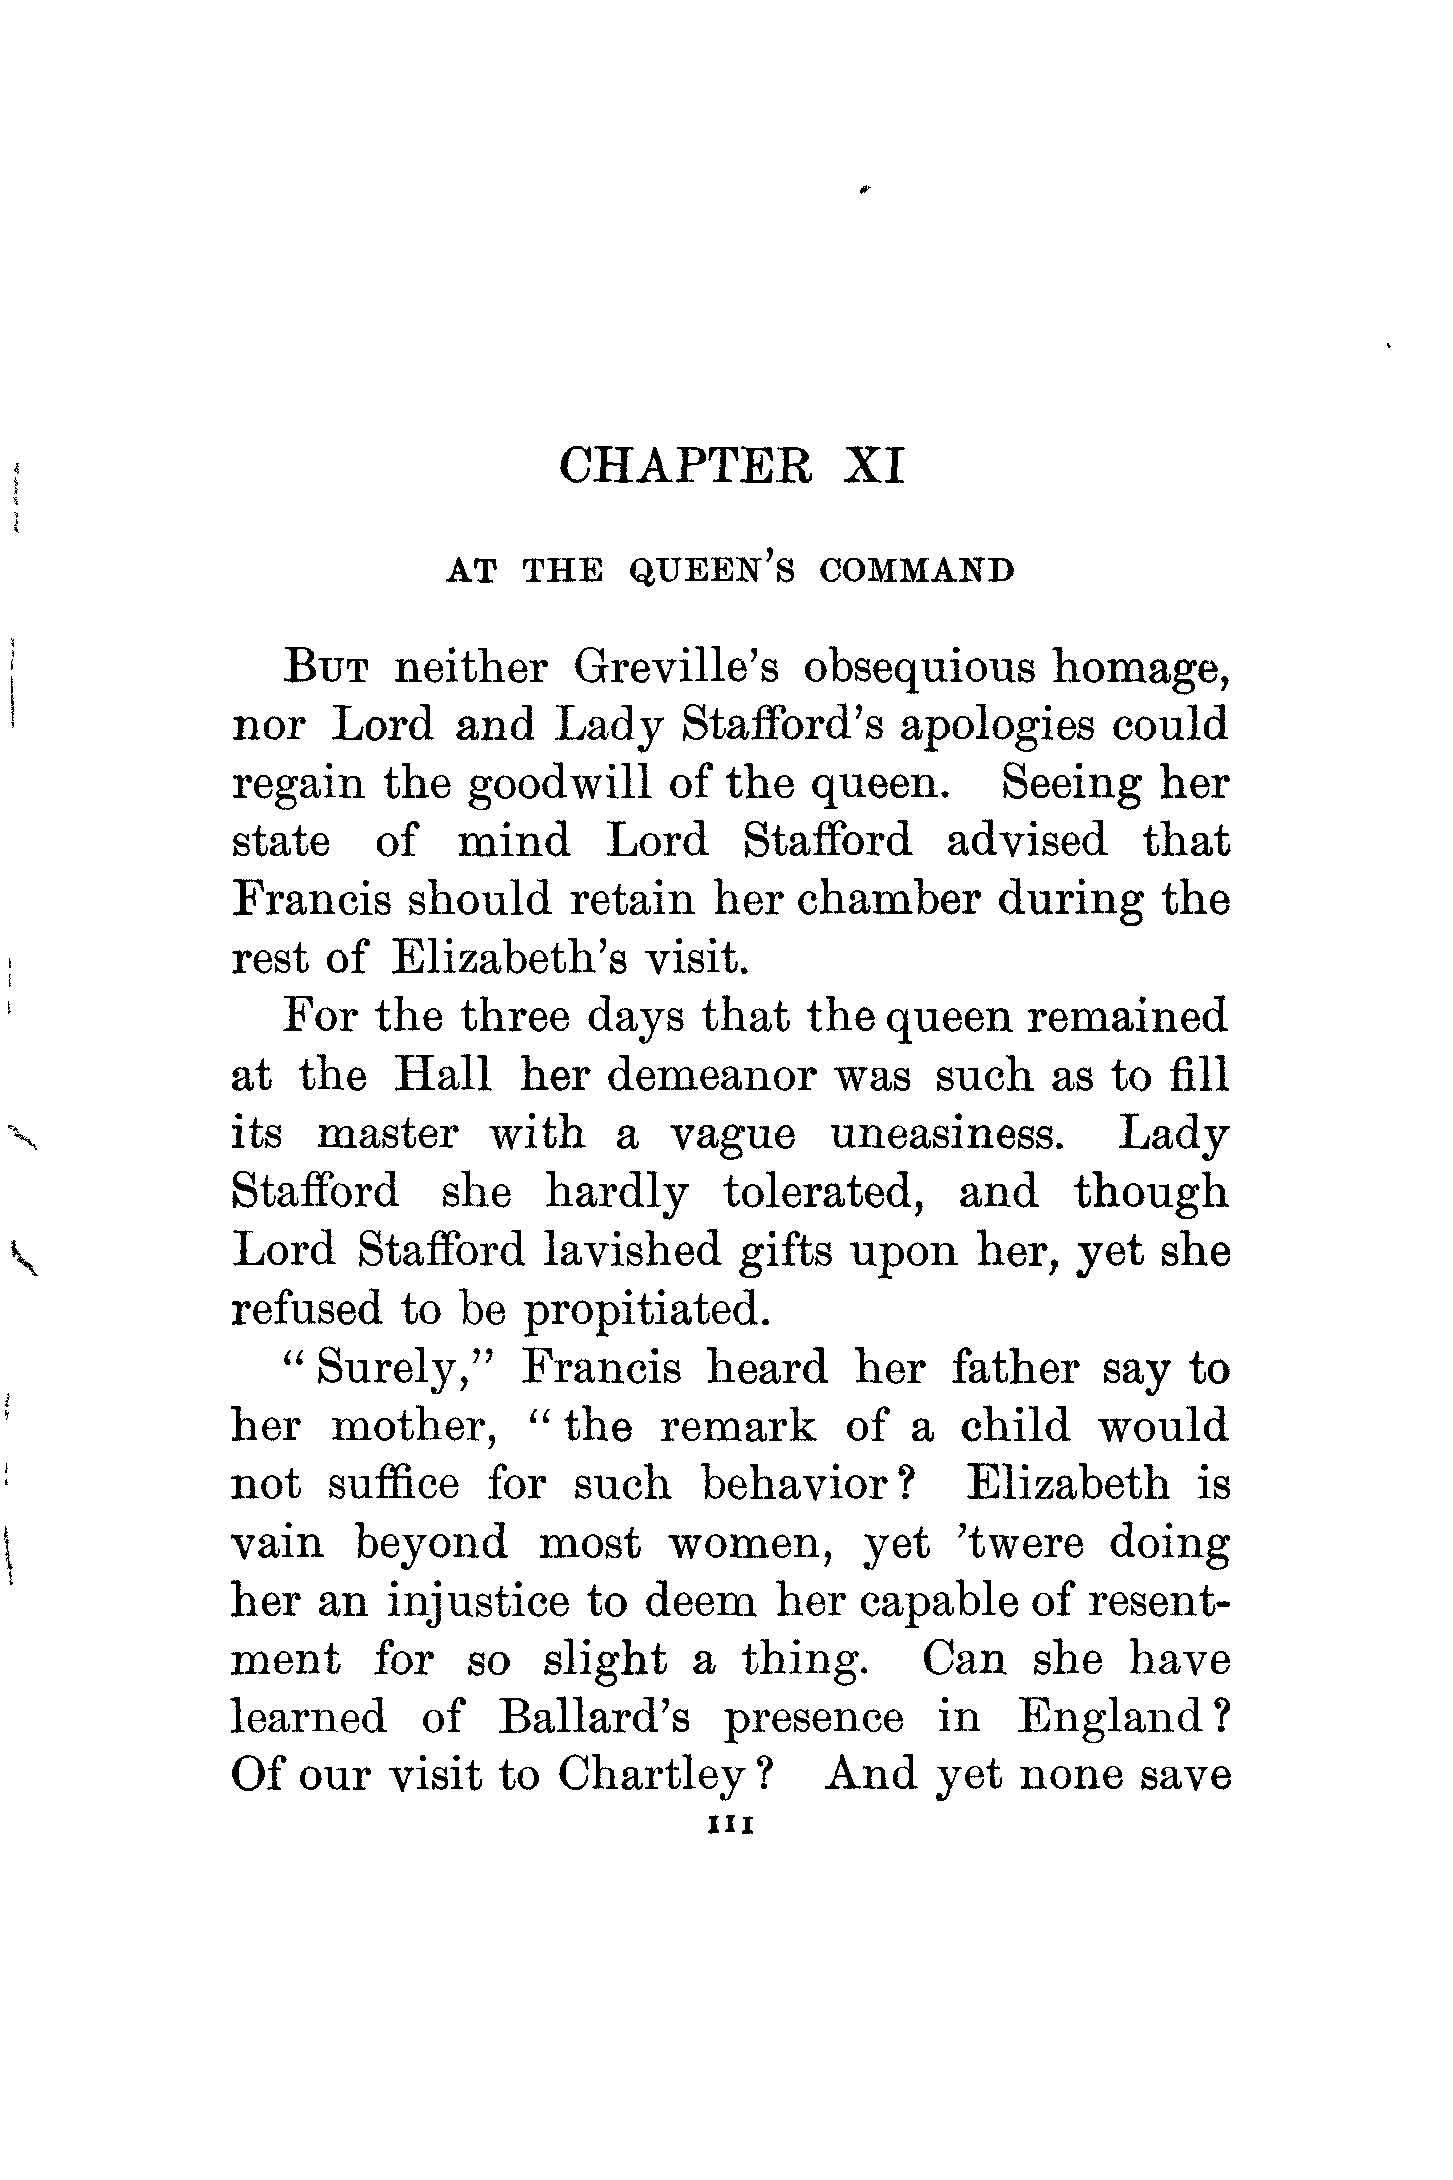 CHAPTER XI
AT THE QUEEN'S COMMAND
BUT neither Greville's obsequious homage,
nor Lord and Lady Stafford's apologies could
regain the goodwill of the queen. Seeing her
state of mind Lord Stafford advised that
Francis should retain her chamber during the
rest of Elizabeth's visit.
For the three days that the queen remained
at the Hall her demeanor was such as to fill
its master with a vague uneasiness. Lady
Stafford she hardly tolerated, and though
Lord Stafford lavished gifts upon her, yet she
refused to be propitiated.
“Surely,” Francis heard her father say to
her mother, “the remark of a child would
not suffice for such behavior? Elizabeth is
vain beyond most women, yet ’twere doing
her an injustice to deem her capable of resent-
ment for so slight a thing. Can she have
learned of Ballard's presence in England?
Of our visit to Chartley? And yet none save
111